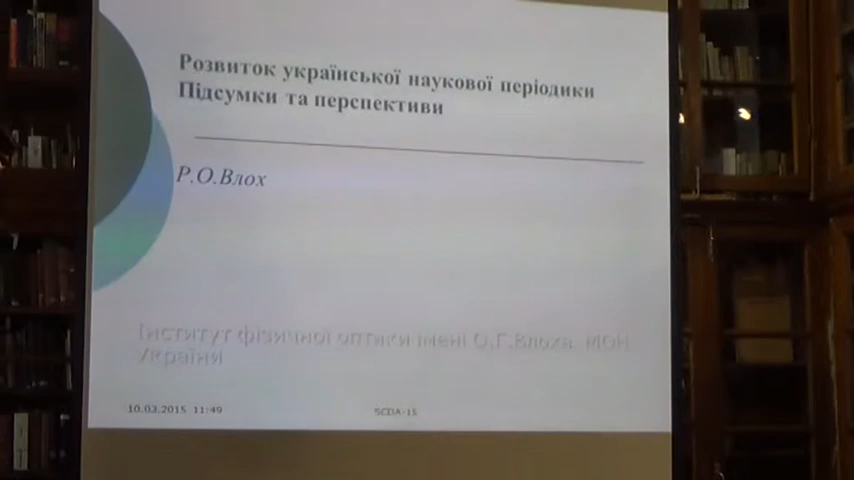 Розвиток української наукової періодики
Підсумки та перспективи
Р.О.Влох
Інститут фізичної оптики імені О.Г.Влоха, МОН
України
10.03.2015 11:49
SCDA-15